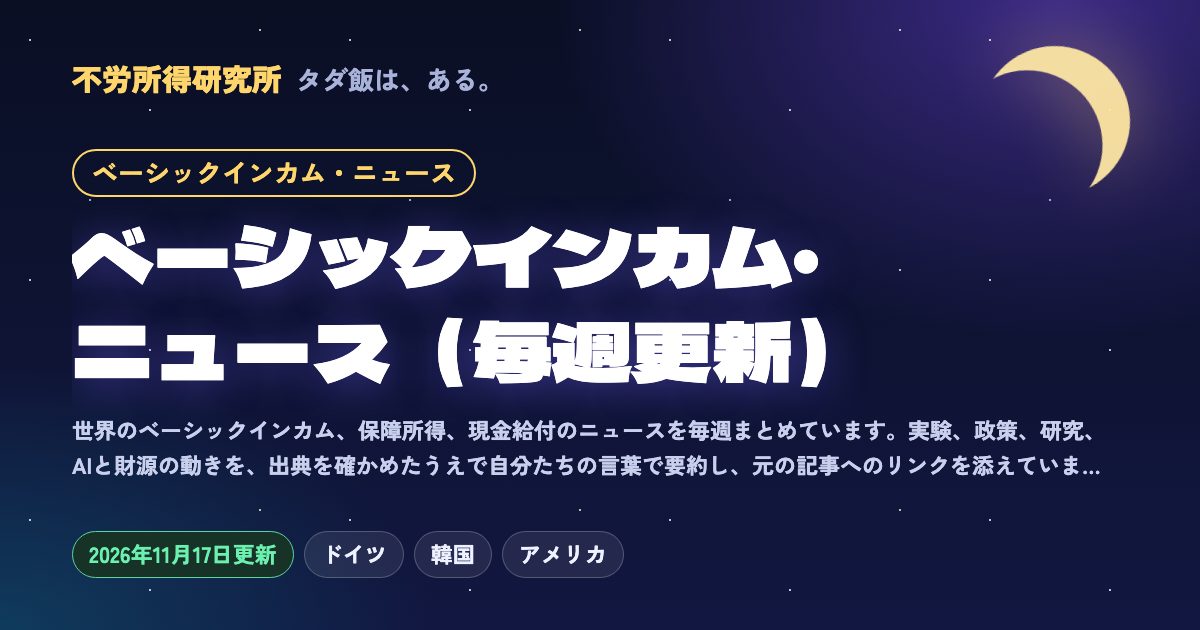 不労所得研究所 タダ飯は、ある。
ベーシックインカム・ニュース
ベーシックインカム・
ニュース（毎週更新）
世界のベーシックインカム、保障所得、現金給付のニュースを毎週まとめています。実験、政策、研究、
AIと財源の動きを、出典を確かめたうえで自分たちの言葉で要約し、元の記事へのリンクを添えていま…
2026年11月17日更新 ドイツ 韓国 アメリカ